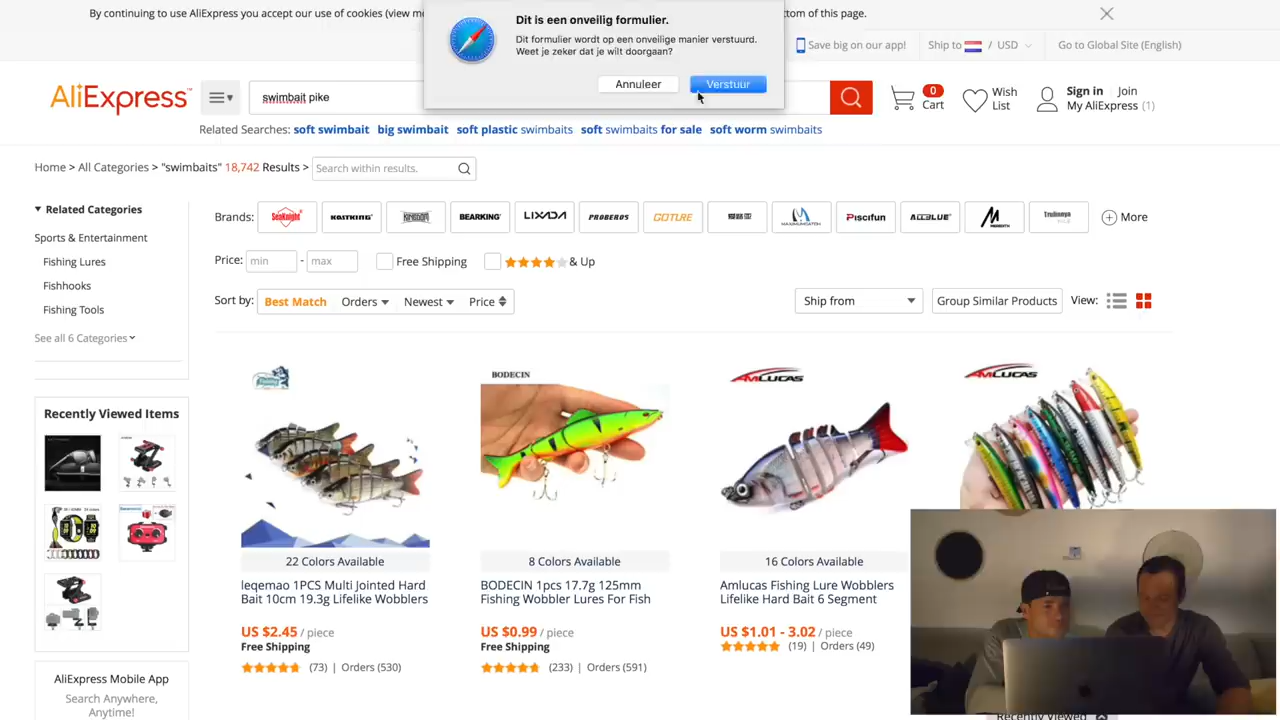 By continuing to use AliExpress you accept our use of cookies (view m
tom of this page.
Dit is een onveilig formulier.
Dit formulier wordt op een onveilige manier verstuurd.
Weet je zeker dat je wilt doorgaan?
Annuleer
Verstuur
Save big on our app!
Ship to
/ USD
Go to Global Site (English)
AliExpress
swimbait pike
0
Cart
Wish
List
Sign in
Join
My AliExpress (1)
Related Searches: soft swimbait big swimbait soft plastic swimbaits soft swimbaits for sale soft worm swimbaits
Home > All Categories > "swimbaits" 18,742 Results >
Search within results.
Related Categories
Sports & Entertainment
Fishing Lures
Fishhooks
Fishing Tools
See all 6 Categories
Brands:
SeaKnight
KASTKING
KINGDOM
BEARKING
LIXADA
PROBEROS
GOTURE
MAXIMUMCATCH
Piscifun
ALLBLUE
MEREDITH
Trulinoya
More
Price: min - max
Free Shipping
& Up
Sort by: Best Match Orders Newest Price
Ship from
Group Similar Products
View:
Recently Viewed Items
AliExpress Mobile App
Search Anywhere,
Anytime!
22 Colors Available
leqemao 1PCS Multi Jointed Hard
Bait 10cm 19.3g Lifelike Wobblers
US $2.45 / piece
Free Shipping
(73) | Orders (530)
BODECIN
8 Colors Available
BODECIN 1pcs 17.7g 125mm
Fishing Wobbler Lures For Fish
US $0.99 / piece
Free Shipping
(233) | Orders (591)
AMLUCAS
16 Colors Available
Amlucas Fishing Lure Wobblers
Lifelike Hard Bait 6 Segment
US $1.01 - 3.02 / piece
(19) | Orders (49)
AMLUCAS
Recently Viewed